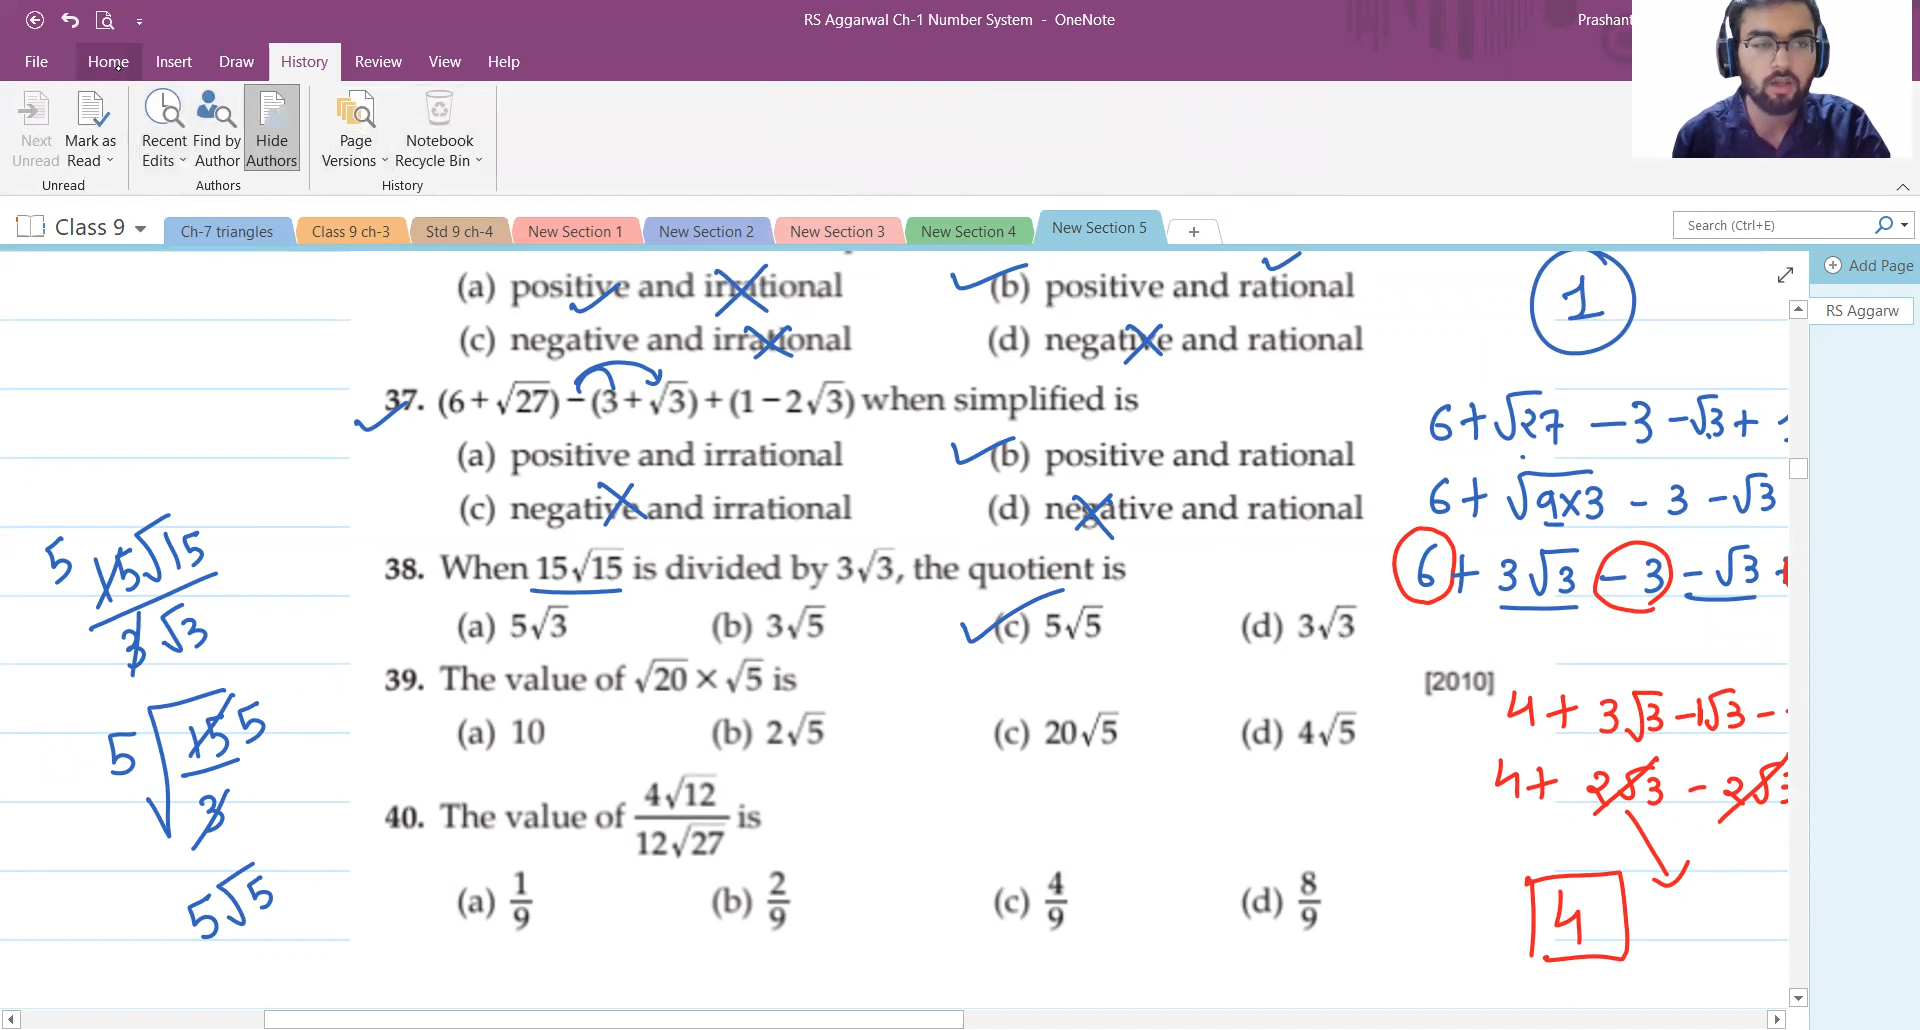 RS Aggarwal Ch-1 Number System - OneNote
Prashant
File Home Insert Draw History Review View Help
Next Unread
Mark as Read
Recent Edits
Find by Author
Hide Authors
Page Versions
Notebook Recycle Bin
Unread
Authors
History
Class 9
Ch-7 triangles
Class 9 ch-3
Std 9 ch-4
New Section 1
New Section 2
New Section 3
New Section 4
New Section 5
+
Search (Ctrl+E)
Add Page
RS Aggarw
(a) positive and irrational (b) positive and rational
(c) negative and irrational (d) negative and rational
37. (6 + √27) − (3 + √3) + (1 − 2√3) when simplified is
(a) positive and irrational (b) positive and rational
(c) negative and irrational (d) negative and rational
38. When 15√15 is divided by 3√3, the quotient is
(a) 5√3 (b) 3√5 (c) 5√5 (d) 3√3
39. The value of √20 × √5 is [2010]
(a) 10 (b) 2√5 (c) 20√5 (d) 4√5
40. The value of 4√12/12√27 is
(a) 1/9 (b) 2/9 (c) 4/9 (d) 8/9
5 15√15
3√3
5√15 5
3
5√5
1
6 + √27 − 3 − √3 +
6 + √9×3 − 3 − √3
6 + 3√3 − 3 − √3 +
4 + 3√3 − 1√3 −
4 + 2√3 − 2√3
4